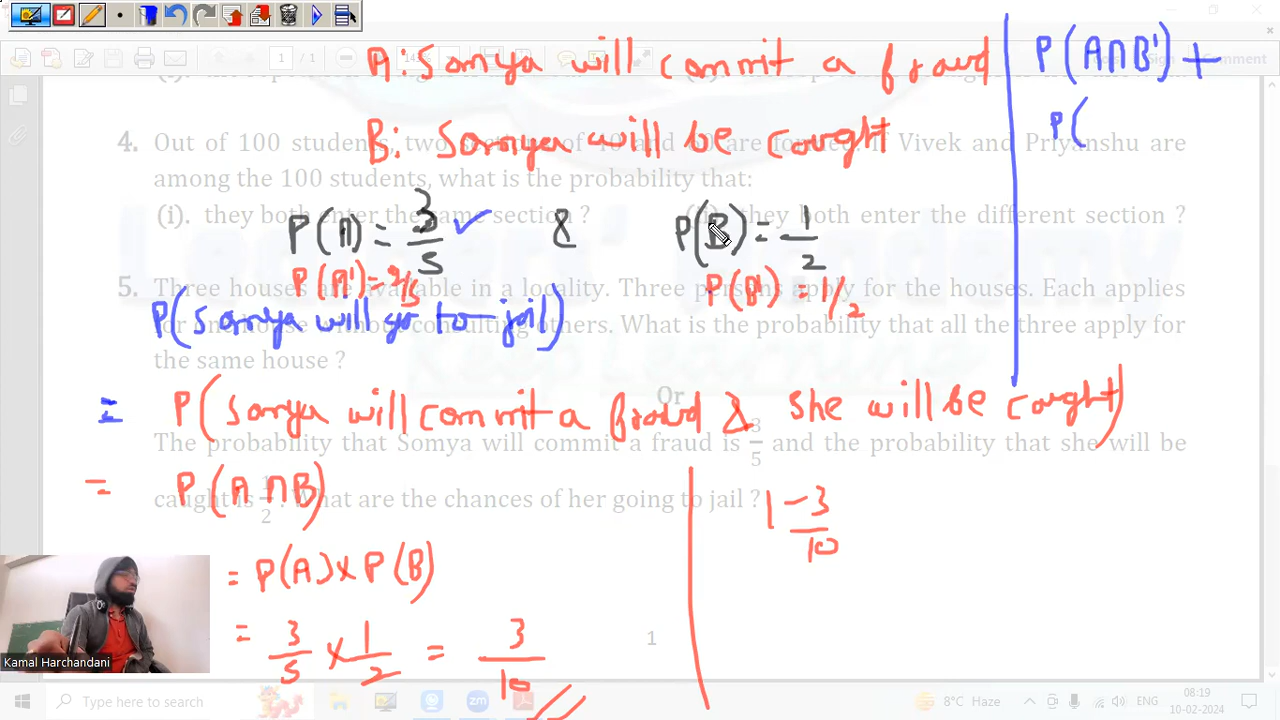 1 / 1
Comment
A: Somya will commit a fraud
B: Somya will be caught
P(A∩B') +
P(
4. Out of 100 students, two sections of 40 and 60 are formed. If Vivek and Priyanshu are
among the 100 students, what is the probability that:
(i). they both enter the same section ? (ii). they both enter the different section ?
P(A) = 3/5 & P(B) = 1/2
P(A') = 2/5 P(B') = 1/2
5. Three houses are available in a locality. Three persons apply for the houses. Each applies
for one house without consulting others. What is the probability that all the three apply for
the same house ?
P(Somya will go to jail)
Or
= P(Somya will commit a fraud & she will be caught)
The probability that Somya will commit a fraud is 3/5 and the probability that she will be
caught is 1/2. What are the chances of her going to jail ?
= P(A∩B)
1 - 3/10
= P(A) x P(B)
= 3/5 x 1/2 = 3/10
1
Kamal Harchandani
Type here to search
8°C Haze
ENG
08:19
10-02-2024